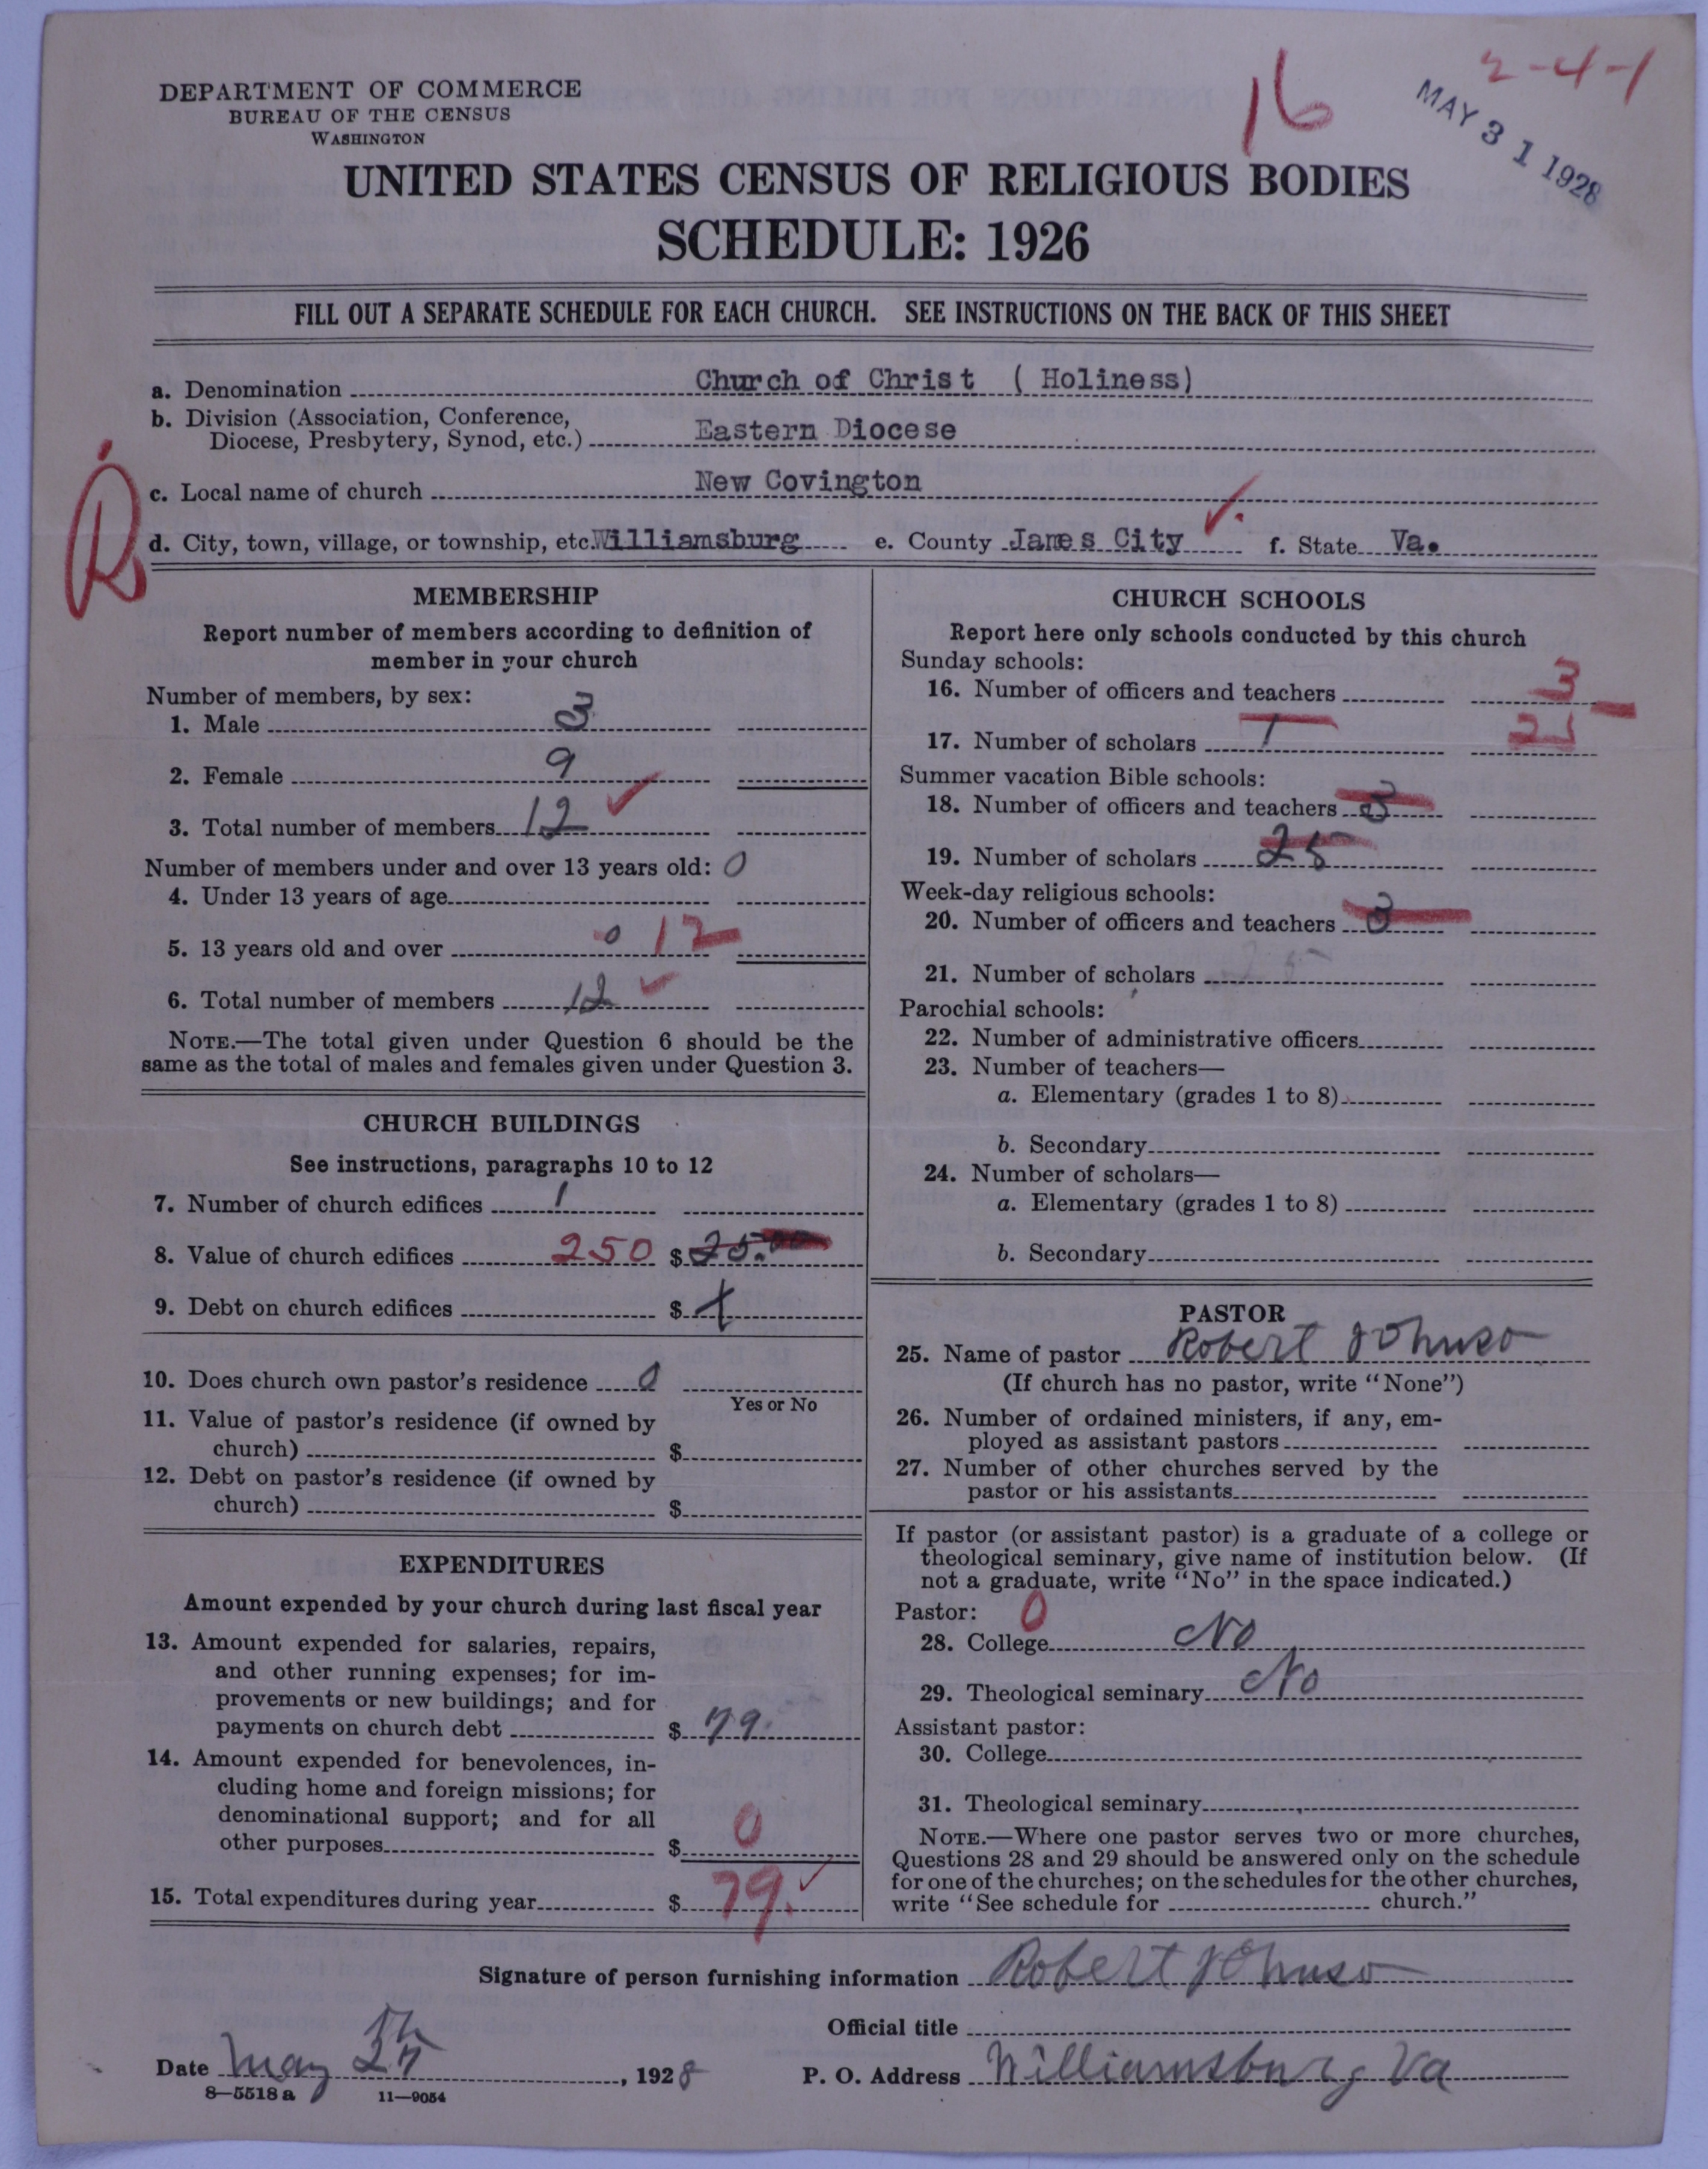 16
2-4-1
MAY 31 1928
DEPARTMENT OF COMMERCE
BUREAU OF THE CENSUS
WASHINGTON
UNITED STATES CENSUS OF RELIGIOUS BODIES
SCHEDULE: 1926
FILL OUT A SEPARATE SCHEDULE FOR EACH CHURCH. SEE INSTRUCTIONS ON THE BACK OF THIS SHEET
a. Denomination Church of Christ ( Holiness)
b. Division (Association, Conference,
Diocese, Presbytery, Synod, etc.) Eastern Diocese
c. Local name of church New Covington
R
d. City, town, village, or township, etc. Williamsburg e. County James City f. State Va.
MEMBERSHIP
Report number of members according to definition of
member in your church
Number of members, by sex:
1. Male 3
2. Female 9
3. Total number of members 12
Number of members under and over 13 years old: 0
4. Under 13 years of age
5. 13 years old and over 0 12
6. Total number of members 12
NOTE.—The total given under Question 6 should be the
same as the total of males and females given under Question 3.
CHURCH BUILDINGS
See instructions, paragraphs 10 to 12
7. Number of church edifices 1
8. Value of church edifices 250 $ 25.00
9. Debt on church edifices $
10. Does church own pastor's residence 0
Yes or No
11. Value of pastor's residence (if owned by
church) $
12. Debt on pastor's residence (if owned by
church) $
EXPENDITURES
Amount expended by your church during last fiscal year
13. Amount expended for salaries, repairs,
and other running expenses; for im-
provements or new buildings; and for
payments on church debt $ 79.
14. Amount expended for benevolences, in-
cluding home and foreign missions; for
denominational support; and for all
other purposes $ 0
15. Total expenditures during year $ 79.
CHURCH SCHOOLS
Report here only schools conducted by this church
Sunday schools:
16. Number of officers and teachers 3
17. Number of scholars 1 25
Summer vacation Bible schools:
18. Number of officers and teachers 3
19. Number of scholars 25
Week-day religious schools:
20. Number of officers and teachers 3
21. Number of scholars 25
Parochial schools:
22. Number of administrative officers
23. Number of teachers—
a. Elementary (grades 1 to 8)
b. Secondary
24. Number of scholars—
a. Elementary (grades 1 to 8)
b. Secondary
PASTOR
25. Name of pastor Robert Johnso
(If church has no pastor, write "None")
26. Number of ordained ministers, if any, em-
ployed as assistant pastors
27. Number of other churches served by the
pastor or his assistants
If pastor (or assistant pastor) is a graduate of a college or
theological seminary, give name of institution below. (If
not a graduate, write "No" in the space indicated.)
Pastor: 0
28. College No
29. Theological seminary No
Assistant pastor:
30. College
31. Theological seminary
NOTE.—Where one pastor serves two or more churches,
Questions 28 and 29 should be answered only on the schedule
for one of the churches; on the schedules for the other churches,
write "See schedule for church."
Signature of person furnishing information Robert Johnso
Official title
Date May 25 th, 1928 P. O. Address Williamsburg Va
8—5518 a 11—9054